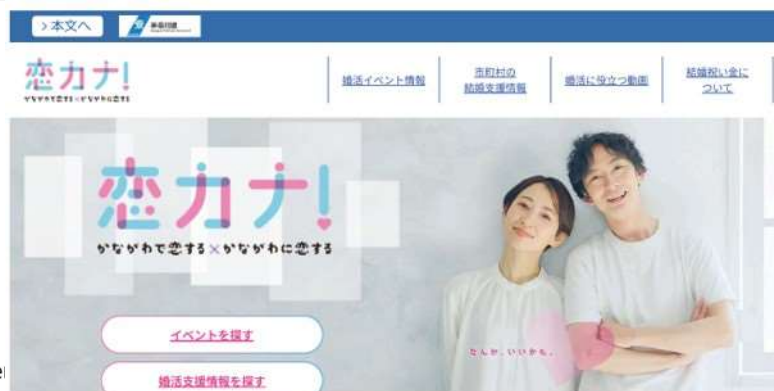 >本文へ
神奈川県
恋カナ!
かながわで恋する×かながわに恋する
婚活イベント情報
市町村の
結婚支援情報
婚活に役立つ動画
結婚祝い金に
ついて
恋カナ!
かながわで恋する×かながわに恋する
イベントを探す
なんか、いいかも。
婚活支援情報を探す